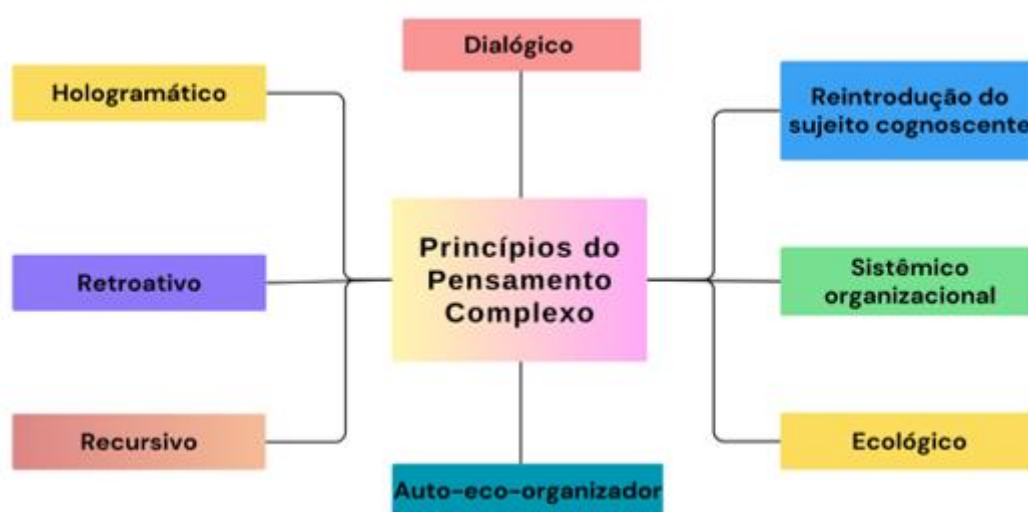 Dialógico
Hologramático
Reintrodução do
sujeito cognoscente
Princípios do
Pensamento
Complexo
Retroativo
Sistêmico
organizacional
Recursivo
Ecológico
Auto-eco-organizador